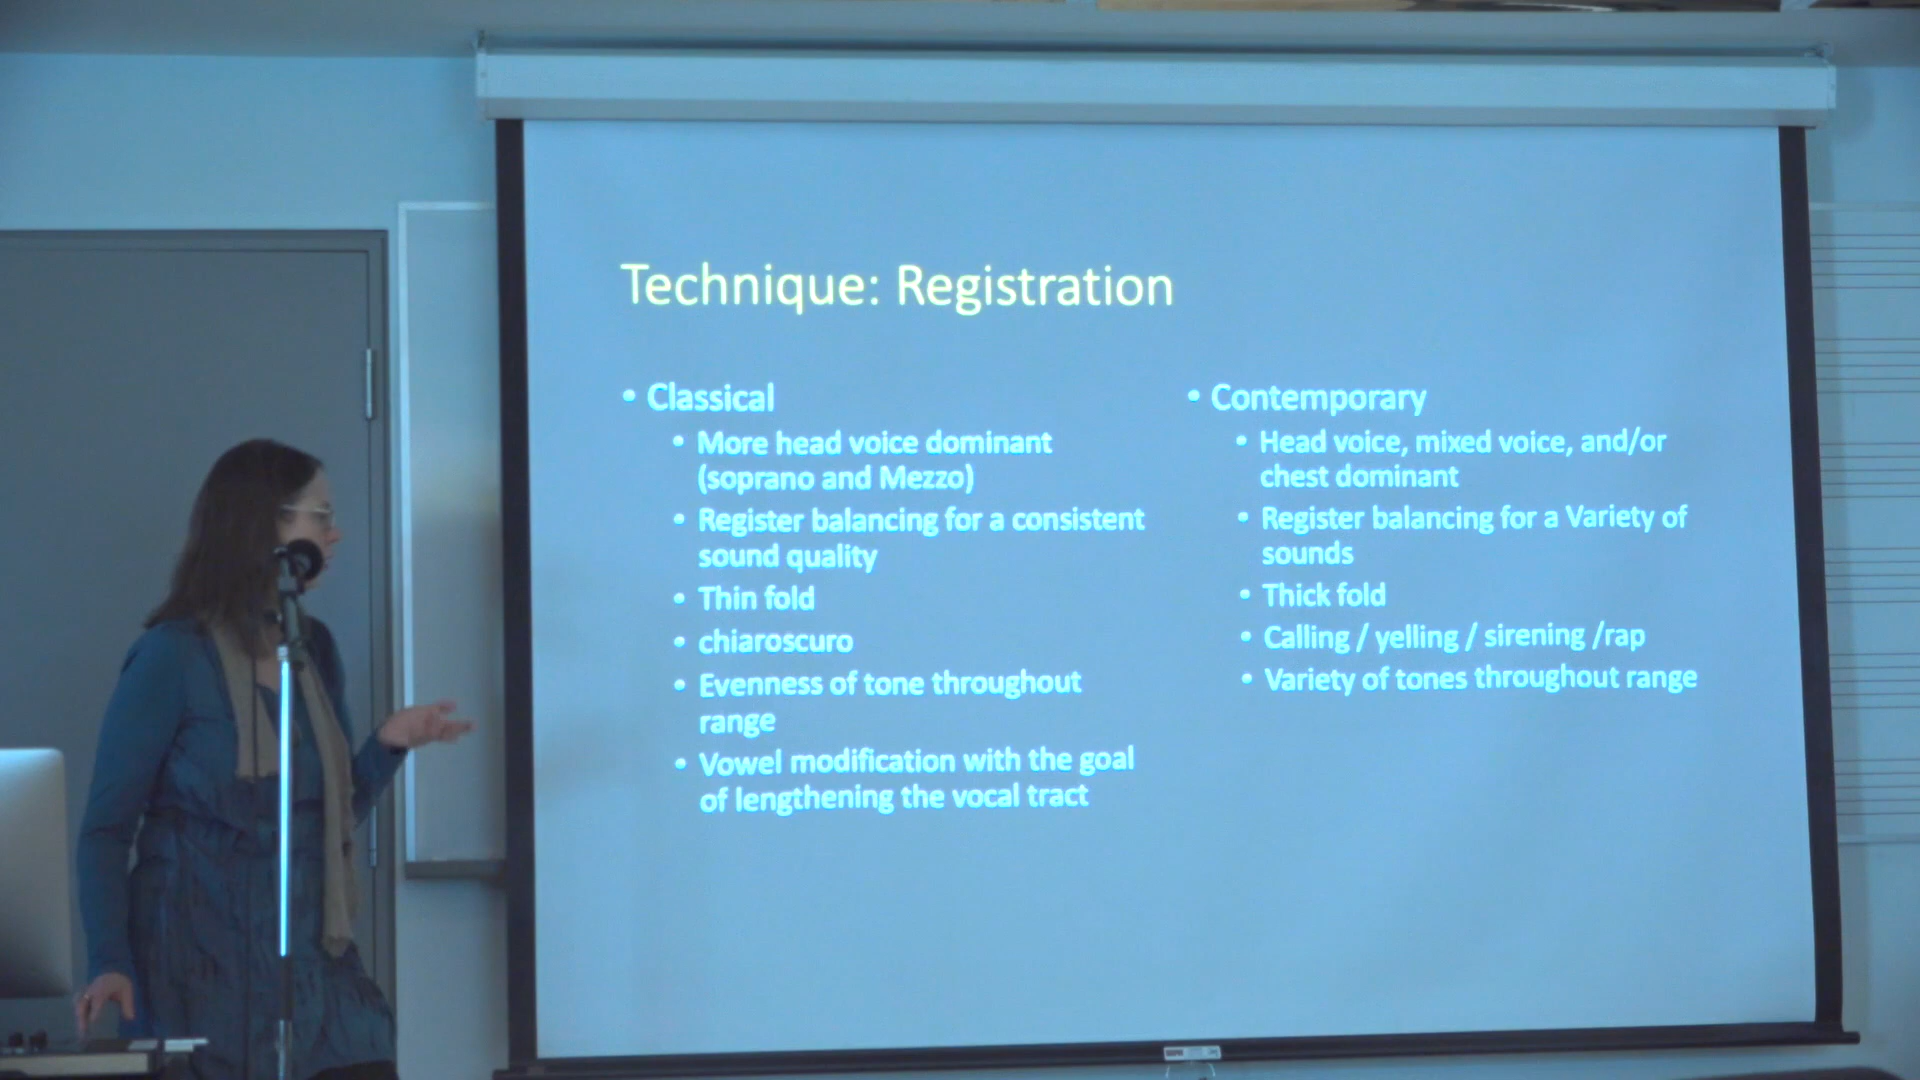 Technique: Registration
• Classical
• More head voice dominant
(soprano and Mezzo)
• Register balancing for a consistent
sound quality
• Thin fold
• chiaroscuro
• Evenness of tone throughout
range
• Vowel modification with the goal
of lengthening the vocal tract
• Contemporary
• Head voice, mixed voice, and/or
chest dominant
• Register balancing for a Variety of
sounds
• Thick fold
• Calling / yelling / sirening /rap
• Variety of tones throughout range